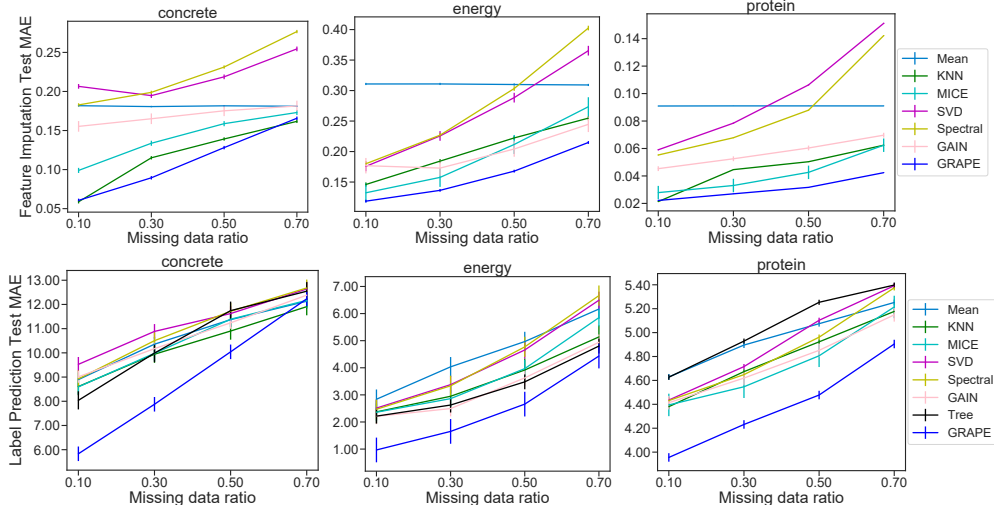 concrete
energy
protein
Feature Imputation Test MAE
0.25
0.20
0.15
0.10
0.05
0.10
0.30
0.50
0.70
Missing data ratio
0.40
0.35
0.30
0.25
0.20
0.15
0.10
0.30
0.50
0.70
Missing data ratio
0.14
0.12
0.10
0.08
0.06
0.04
0.02
0.10
0.30
0.50
0.70
Missing data ratio
Mean
KNN
MICE
SVD
Spectral
GAIN
GRAPE
concrete
energy
protein
Label Prediction Test MAE
13.00
12.00
11.00
10.00
9.00
8.00
7.00
6.00
0.10
0.30
0.50
0.70
Missing data ratio
7.00
6.00
5.00
4.00
3.00
2.00
1.00
0.10
0.30
0.50
0.70
Missing data ratio
5.40
5.20
5.00
4.80
4.60
4.40
4.20
4.00
0.10
0.30
0.50
0.70
Missing data ratio
Mean
KNN
MICE
SVD
Spectral
GAIN
Tree
GRAPE